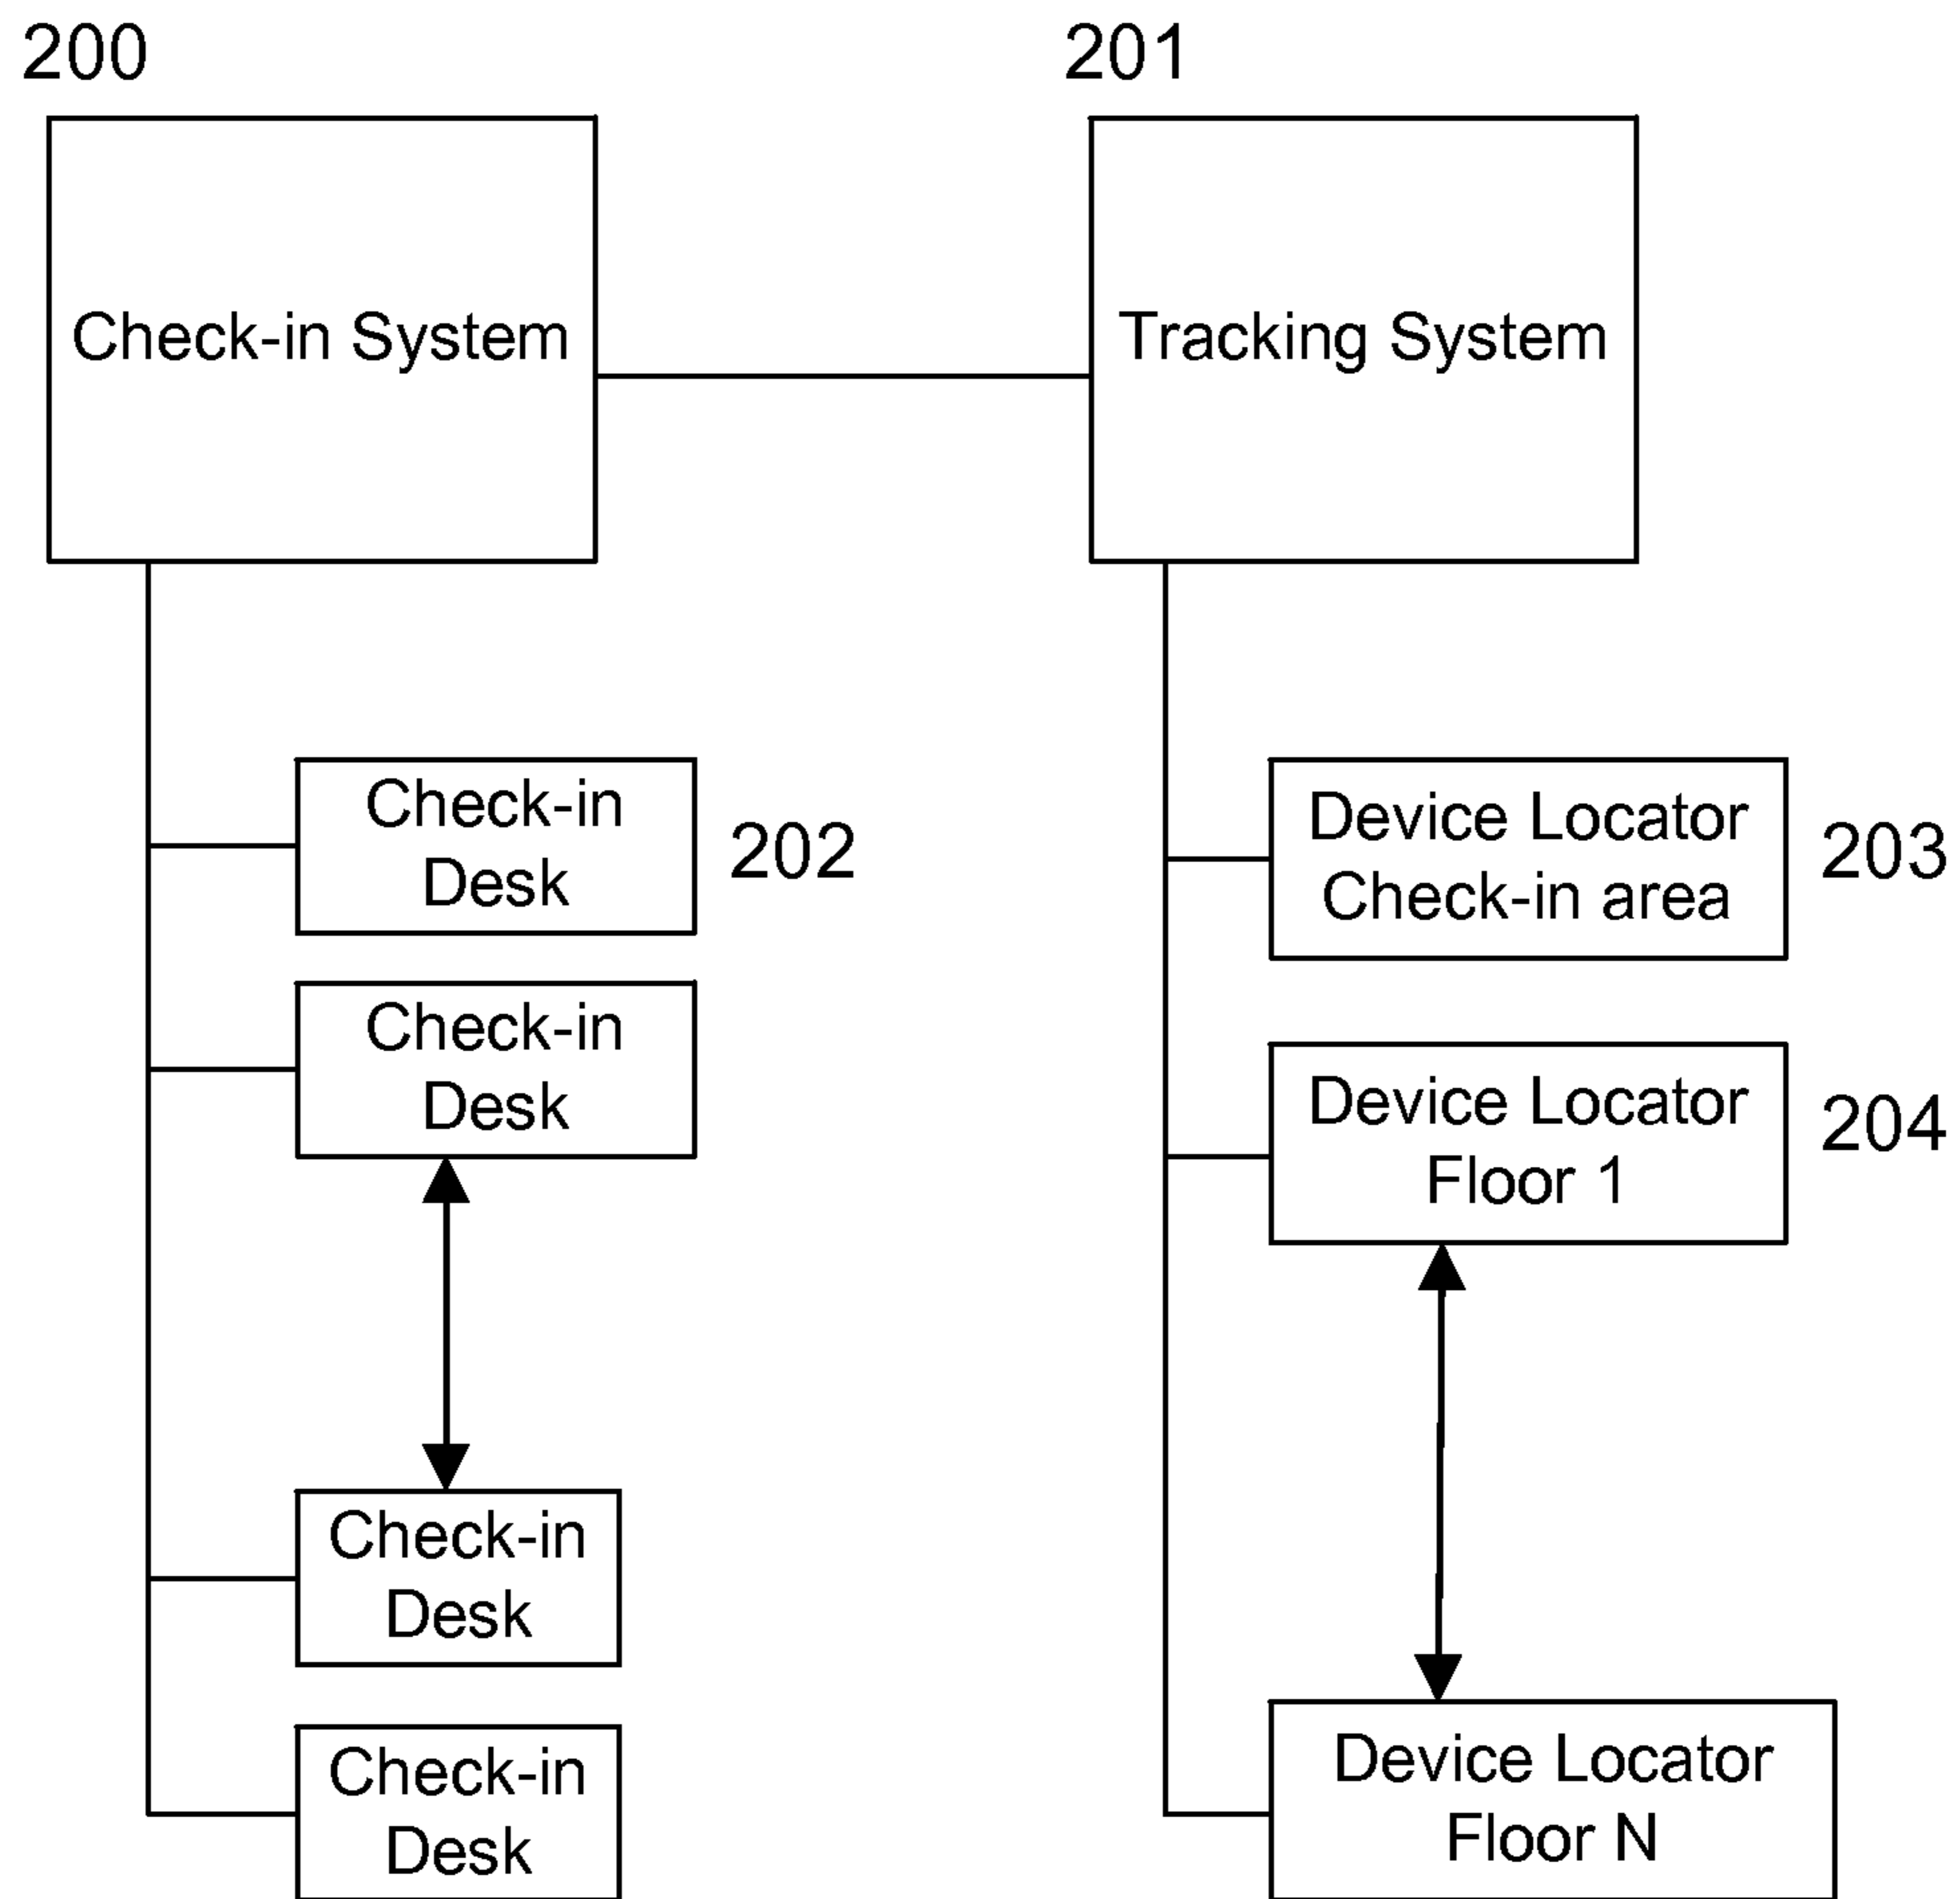 200
201
Check-in System
Tracking System
Check-in
Desk
202
Device Locator
Check-in area
203
Check-in
Desk
Device Locator
Floor 1
204
Check-in
Desk
Check-in
Desk
Device Locator
Floor N